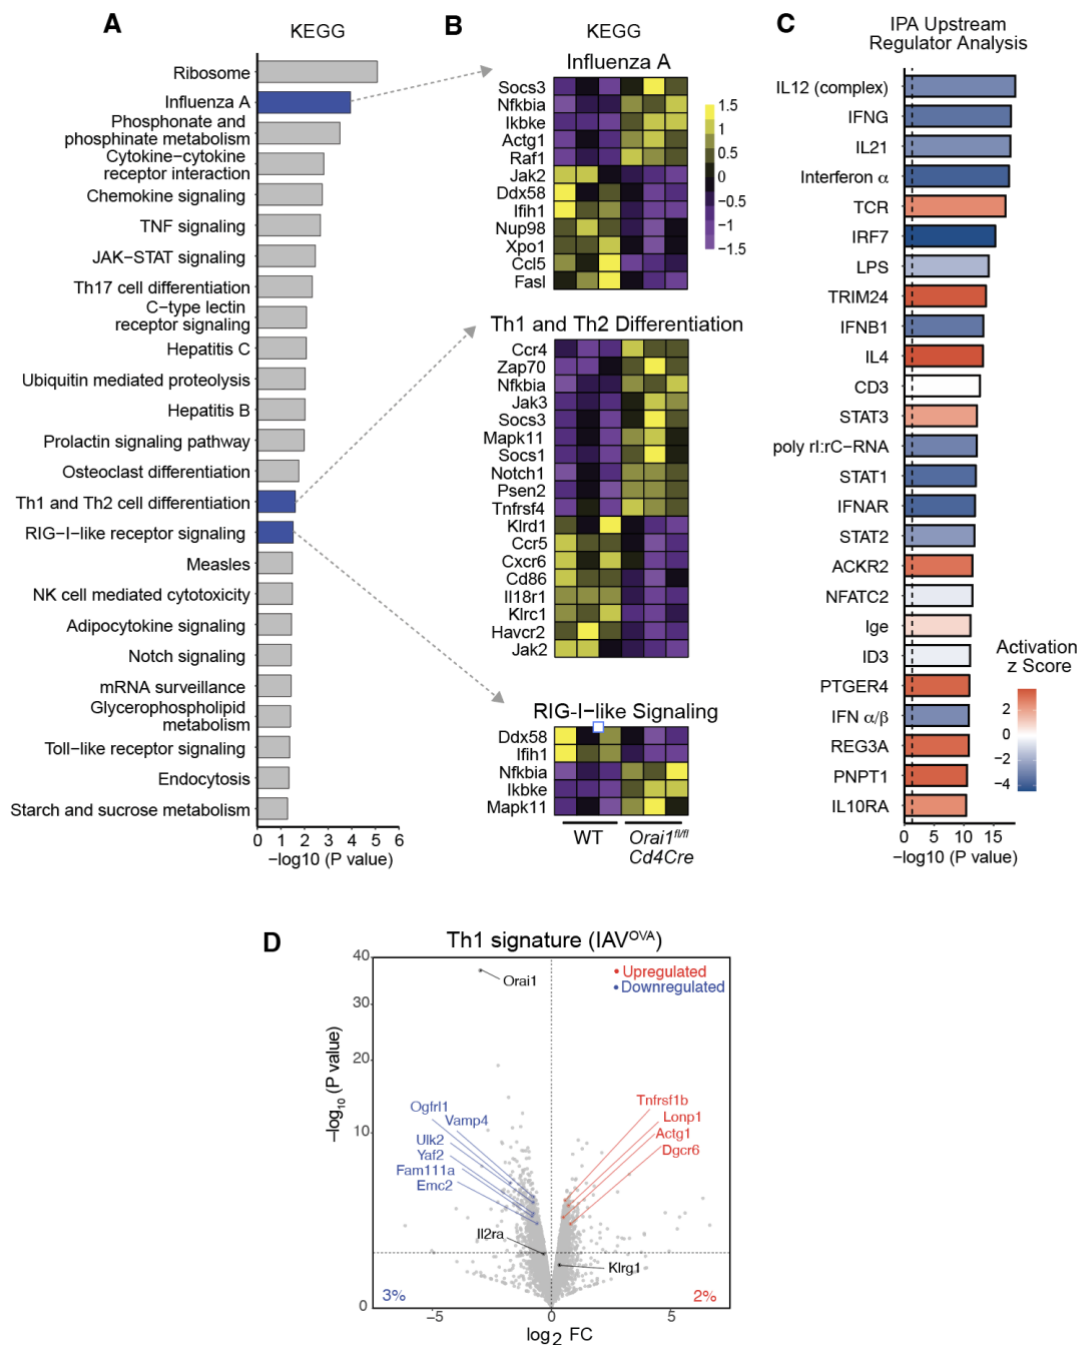 A
KEGG
Ribosome
Influenza A
Phosphonate and
phosphinate metabolism
Cytokine−cytokine
receptor interaction
Chemokine signaling
TNF signaling
JAK−STAT signaling
Th17 cell differentiation
C−type lectin
receptor signaling
Hepatitis C
Ubiquitin mediated proteolysis
Hepatitis B
Prolactin signaling pathway
Osteoclast differentiation
Th1 and Th2 cell differentiation
RIG−I−like receptor signaling
Measles
NK cell mediated cytotoxicity
Adipocytokine signaling
Notch signaling
mRNA surveillance
Glycerophospholipid
metabolism
Toll−like receptor signaling
Endocytosis
Starch and sucrose metabolism
0 1 2 3 4 5 6
−log10 (P value)
B
KEGG
Influenza A
Socs3
Nfkbia
Ikbke
Actg1
Raf1
Jak2
Ddx58
Ifih1
Nup98
Xpo1
Ccl5
Fasl
1.5
1
0.5
0
−0.5
−1
−1.5
Th1 and Th2 Differentiation
Ccr4
Zap70
Nfkbia
Jak3
Socs3
Mapk11
Socs1
Notch1
Psen2
Tnfrsf4
Klrd1
Ccr5
Cxcr6
Cd86
Il18r1
Klrc1
Havcr2
Jak2
RIG-I−like Signaling
Ddx58
Ifih1
Nfkbia
Ikbke
Mapk11
WT
Orai1fl/fl
Cd4Cre
C
IPA Upstream
Regulator Analysis
IL12 (complex)
IFNG
IL21
Interferon α
TCR
IRF7
LPS
TRIM24
IFNB1
IL4
CD3
STAT3
poly rI:rC−RNA
STAT1
IFNAR
STAT2
ACKR2
NFATC2
Ige
ID3
PTGER4
IFN α/β
REG3A
PNPT1
IL10RA
0 5 10 15
−log10 (P value)
Activation
z Score
2
0
−2
−4
D
Th1 signature (IAVOVA)
40
30
20
10
0
−log10 (P value)
Upregulated
Downregulated
Orai1
Ogfrl1
Vamp4
Ulk2
Yaf2
Fam111a
Emc2
Il2ra
Tnfrsf1b
Lonp1
Actg1
Dgcr6
Klrg1
3%
2%
−5 0 5
log2 FC